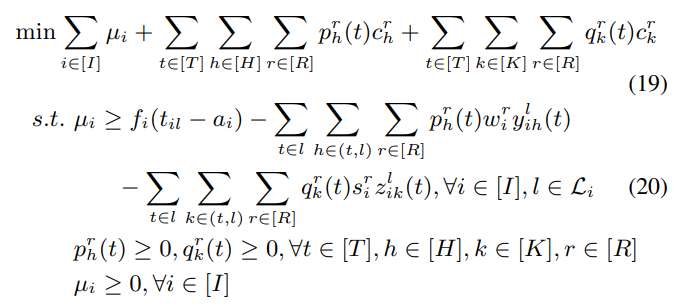 min ∑_{i∈[I]} μ_i + ∑_{t∈[T]} ∑_{h∈[H]} ∑_{r∈[R]} p_h^r(t)c_h^r + ∑_{t∈[T]} ∑_{k∈[K]} ∑_{r∈[R]} q_k^r(t)c_k^r
(19)
s.t. μ_i ≥ f_i(t_{il} − a_i) − ∑_{t∈l} ∑_{h∈(t,l)} ∑_{r∈[R]} p_h^r(t)w_i^r y_{ih}^l(t)
− ∑_{t∈l} ∑_{k∈(t,l)} ∑_{r∈[R]} q_k^r(t)s_i^r z_{ik}^l(t), ∀i ∈ [I], l ∈ ℒ_i (20)
p_h^r(t) ≥ 0, q_k^r(t) ≥ 0, ∀t ∈ [T], h ∈ [H], k ∈ [K], r ∈ [R]
μ_i ≥ 0, ∀i ∈ [I]